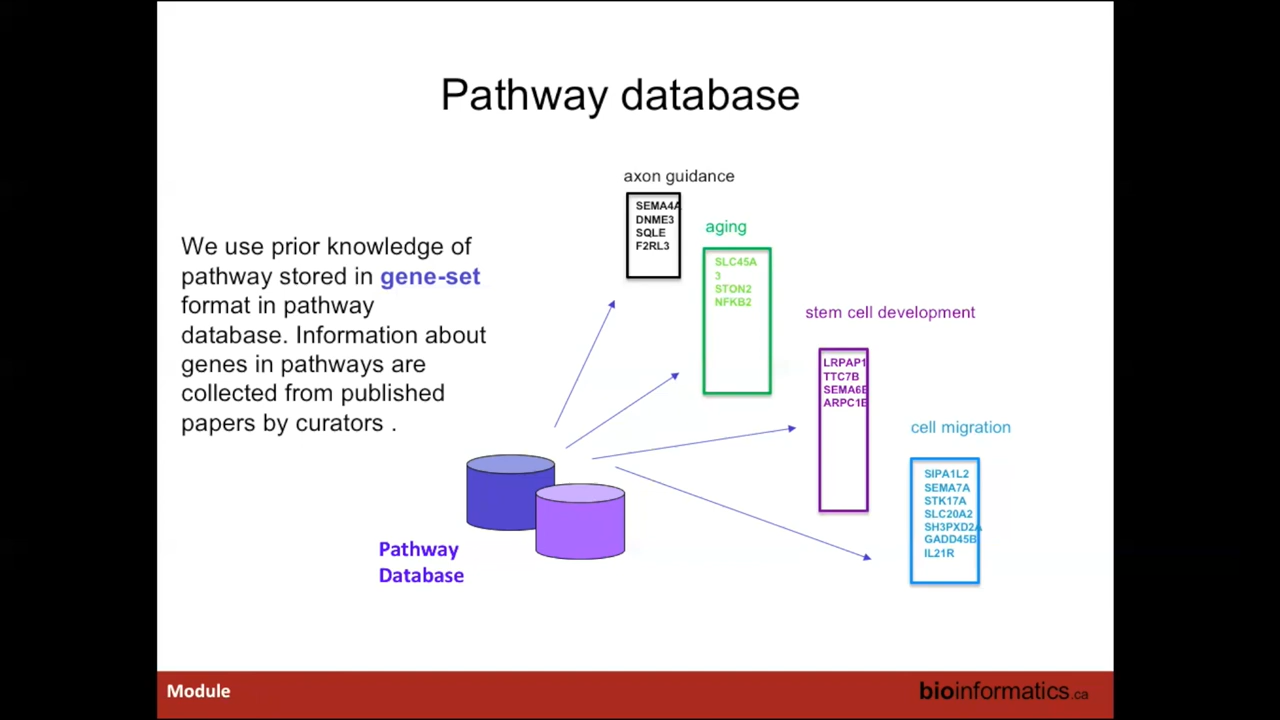 Pathway database
We use prior knowledge of
pathway stored in gene-set
format in pathway
database. Information about
genes in pathways are
collected from published
papers by curators .
axon guidance
SEMA4A
DNME3
SQLE
F2RL3
aging
SLC45A
3
STON2
NFKB2
stem cell development
LRPAP1
TTC7B
SEMA6B
ARPC1B
cell migration
SIPA1L2
SEMA7A
STK17A
SLC20A2
SH3PXD2A
GADD45B
IL21R
Pathway
Database
Module
bioinformatics.ca